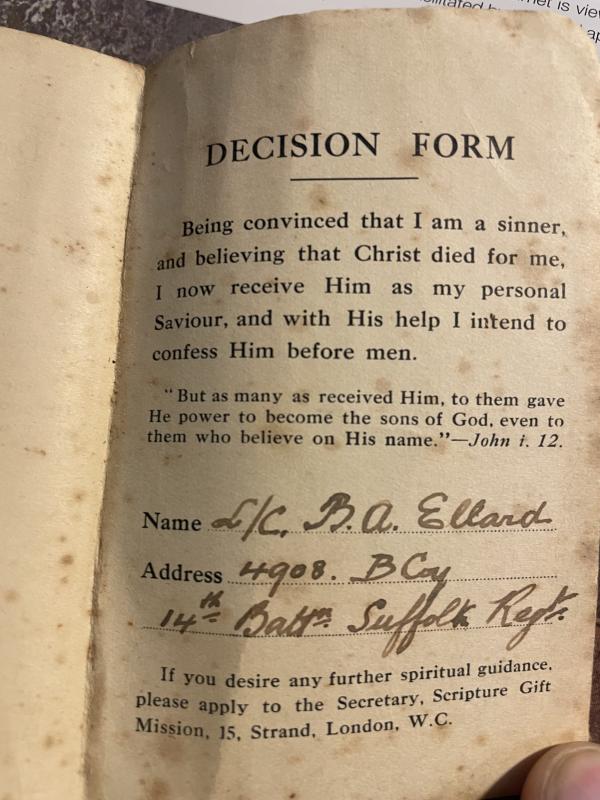 DECISION FORM
Being convinced that I am a sinner,
and believing that Christ died for me,
I now receive Him as my personal
Saviour, and with His help I intend to
confess Him before men.
"But as many as received Him, to them gave
He power to become the sons of God, even to
them who believe on His name."—John i. 12.
Name L/C. B. A. Ellard
Address 4908. B Coy
14th Battn. Suffolk Regt.
If you desire any further spiritual guidance,
please apply to the Secretary, Scripture Gift
Mission, 15, Strand, London, W.C.